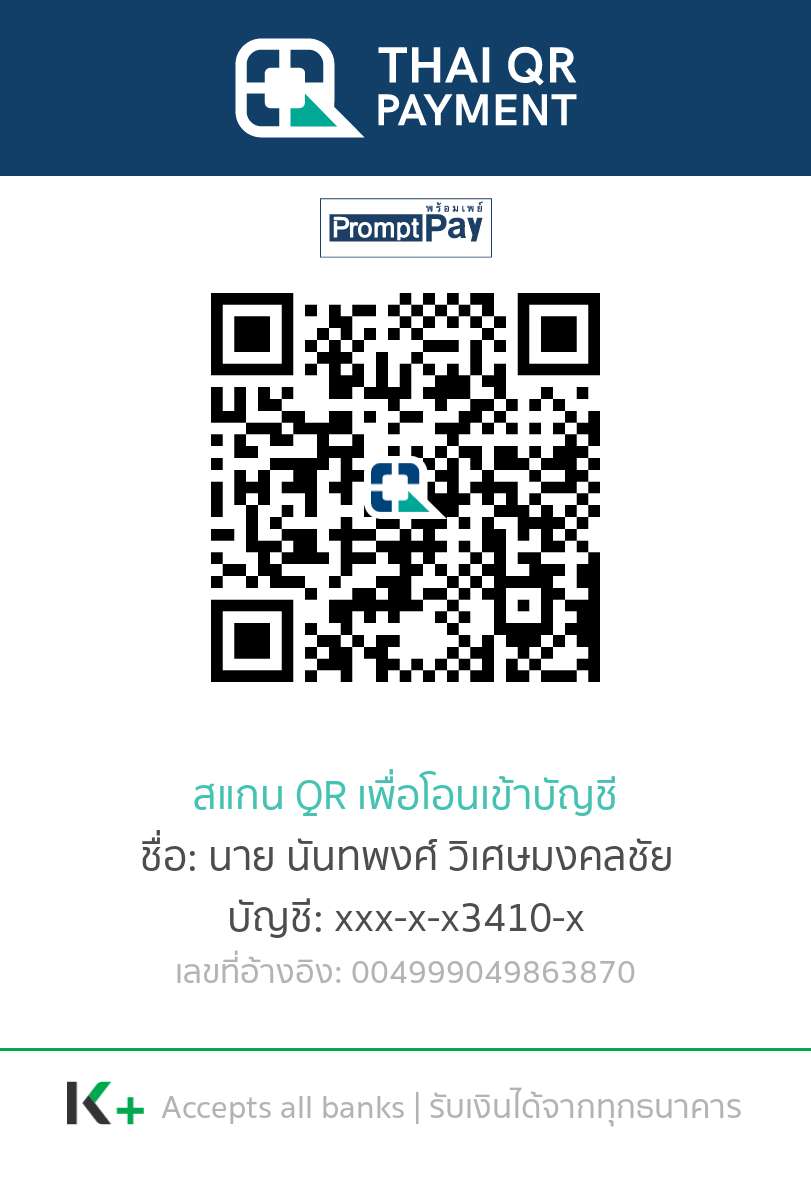 THAI QR
PAYMENT
พร้อมเพย์
PromptPay
สแกน QR เพื่อโอนเข้าบัญชี
ชื่อ: นาย นันทพงศ์ วิเศษมงคลชัย
บัญชี: xxx-x-x3410-x
เลขที่อ้างอิง: 004999049863870
K+ Accepts all banks | รับเงินได้จากทุกธนาคาร